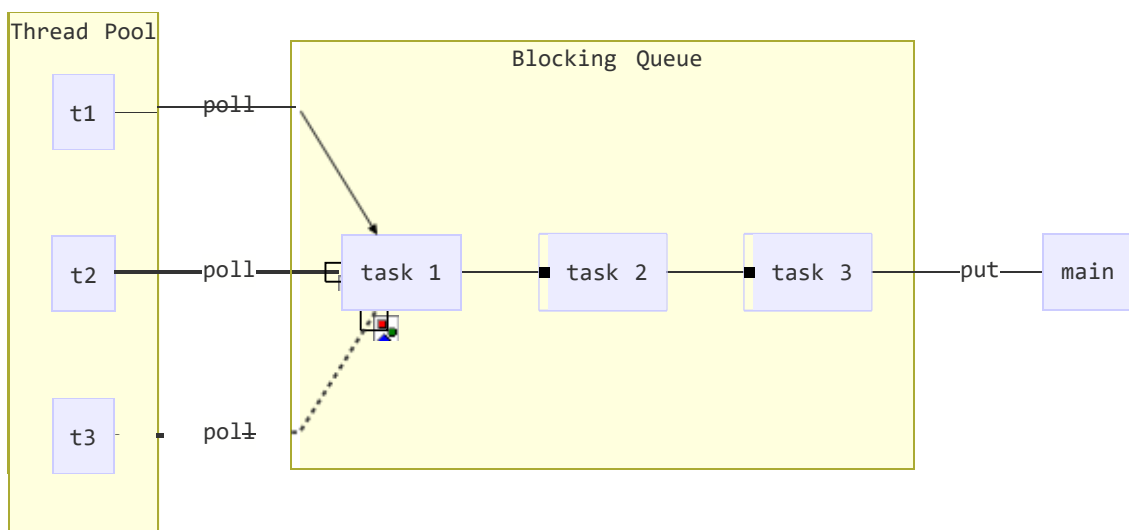 Thread Pool
Blocking Queue
t1
poll
t2
poll
task 1
task 2
task 3
put
main
t3
poll